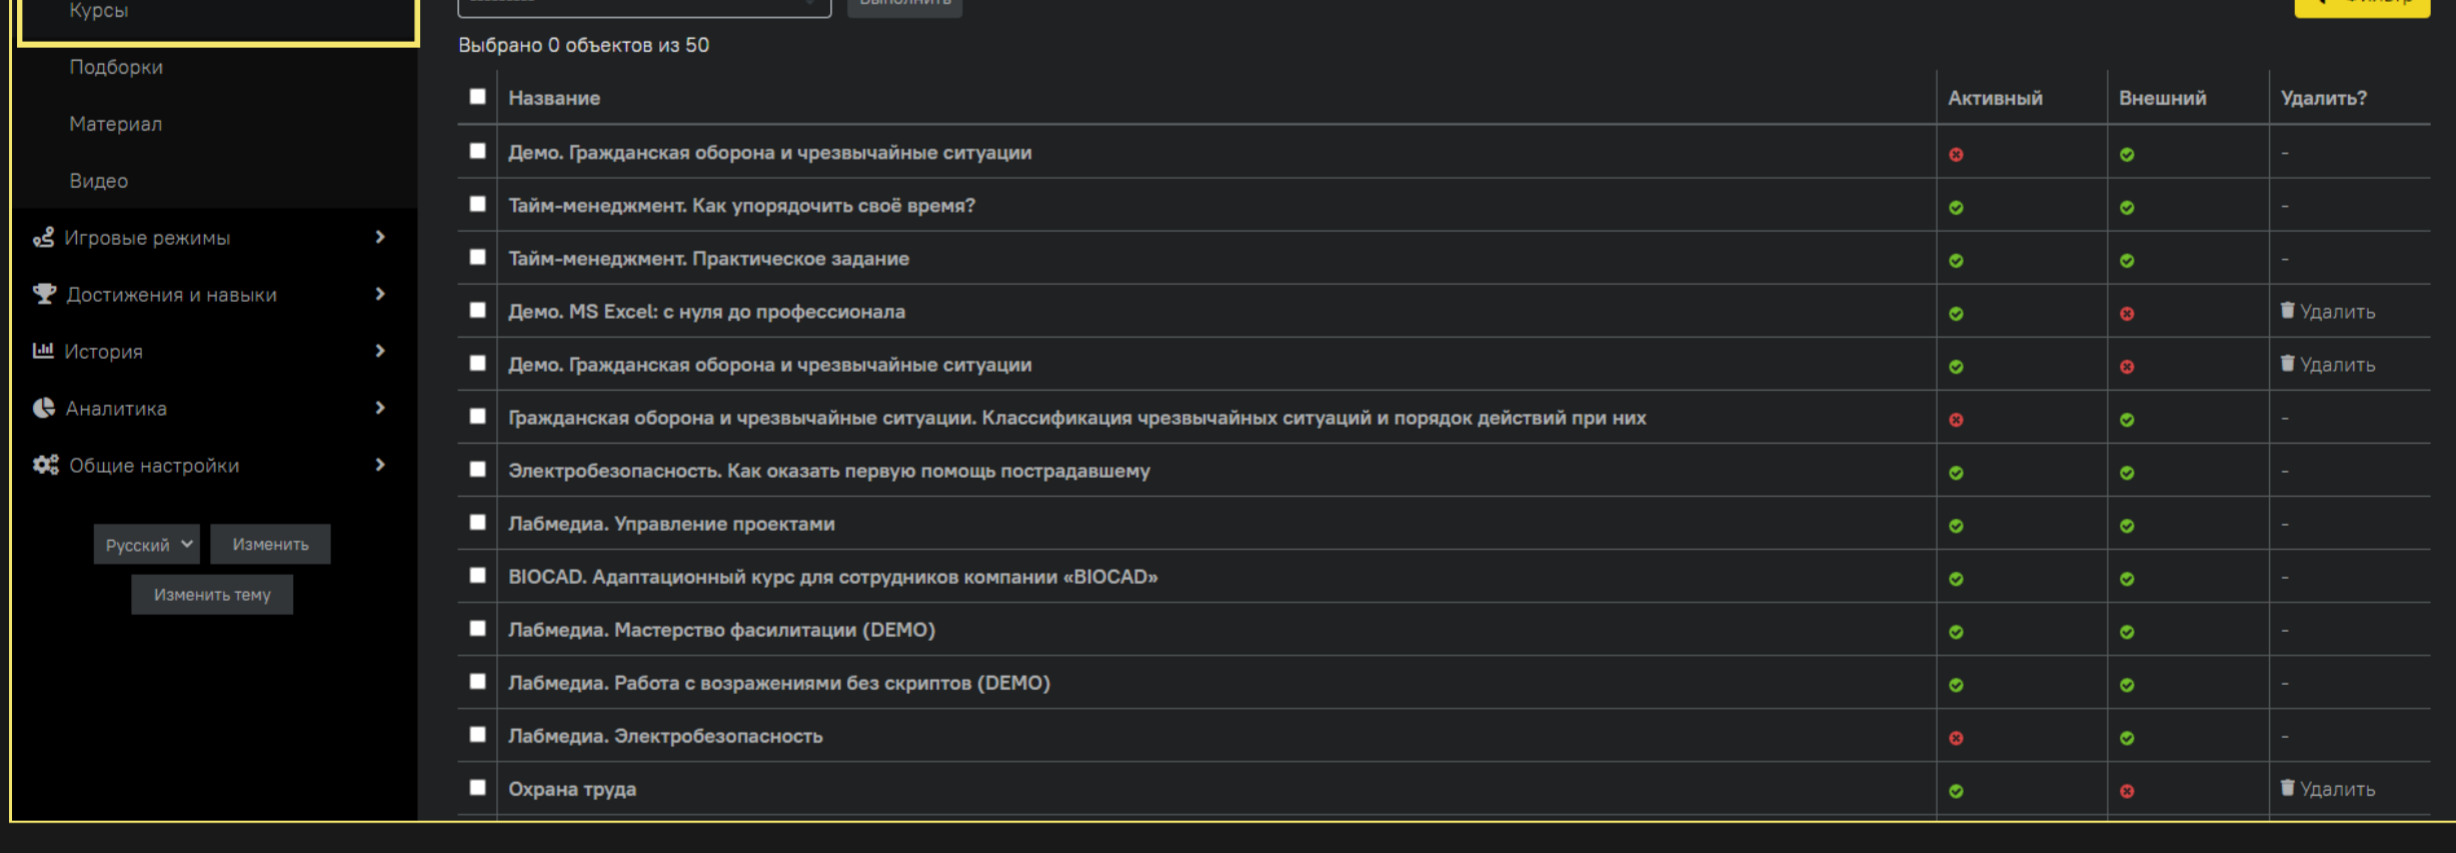 Курсы
Подборки
Материал
Видео
Игровые режимы
Достижения и навыки
История
Аналитика
Общие настройки
Русский Изменить
Изменить тему
Выполнить
Фильтр
Выбрано 0 объектов из 50
Название Активный Внешний Удалить?
Демо. Гражданская оборона и чрезвычайные ситуации -
Тайм-менеджмент. Как упорядочить своё время? -
Тайм-менеджмент. Практическое задание -
Демо. MS Excel: с нуля до профессионала Удалить
Демо. Гражданская оборона и чрезвычайные ситуации Удалить
Гражданская оборона и чрезвычайные ситуации. Классификация чрезвычайных ситуаций и порядок действий при них -
Электробезопасность. Как оказать первую помощь пострадавшему -
Лабмедиа. Управление проектами -
BIOCAD. Адаптационный курс для сотрудников компании «BIOCAD» -
Лабмедиа. Мастерство фасилитации (DEMO) -
Лабмедиа. Работа с возражениями без скриптов (DEMO) -
Лабмедиа. Электробезопасность -
Охрана труда Удалить